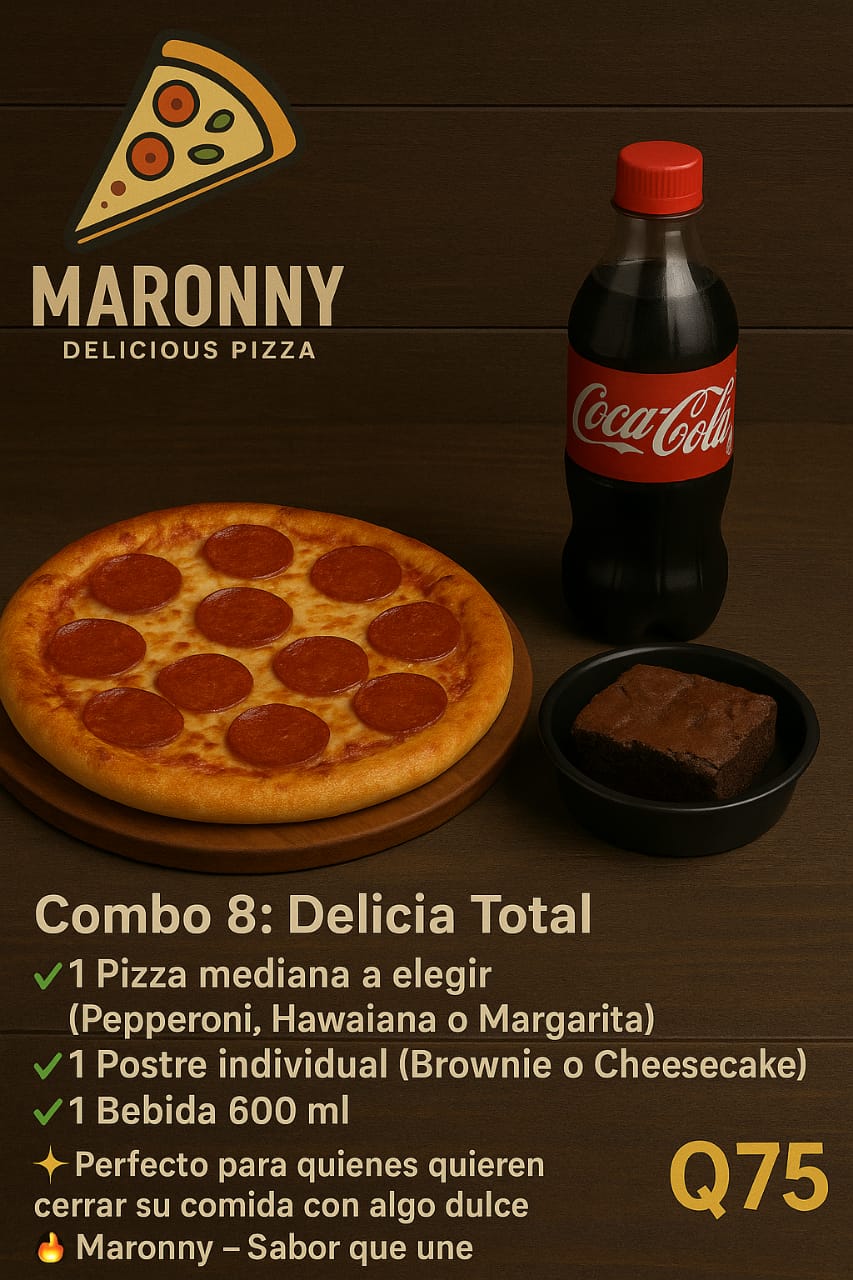 MARONNY
DELICIOUS PIZZA
Coca-Cola
Combo 8: Delicia Total
✓ 1 Pizza mediana a elegir
(Pepperoni, Hawaiana o Margarita)
✓ 1 Postre individual (Brownie o Cheesecake)
✓ 1 Bebida 600 ml
✦ Perfecto para quienes quieren
cerrar su comida con algo dulce
🔥 Maronny – Sabor que une
Q75